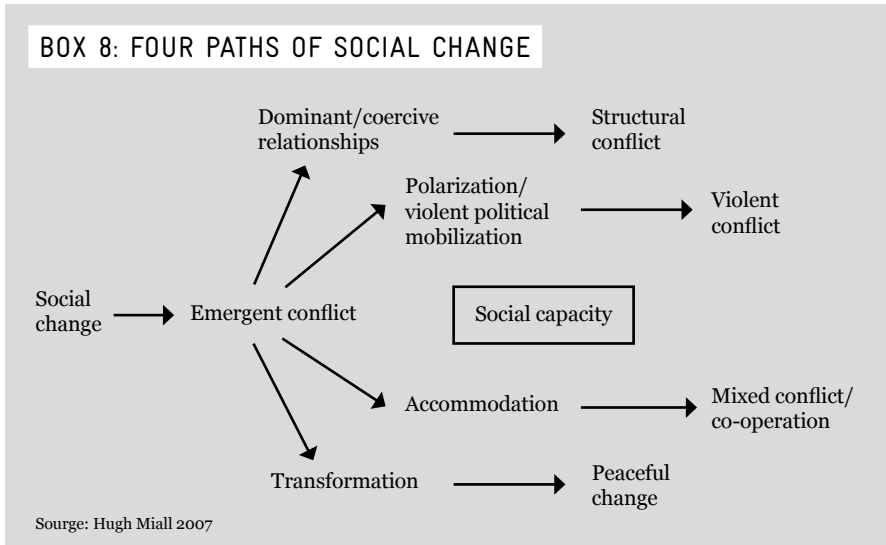 BOX 8: FOUR PATHS OF SOCIAL CHANGE
Dominant/coercive
relationships
Structural
conflict
Polarization/
violent political
mobilization
Violent
conflict
Social
change
Emergent conflict
Social capacity
Accommodation
Mixed conflict/
co-operation
Transformation
Peaceful
change
Sourge: Hugh Miall 2007